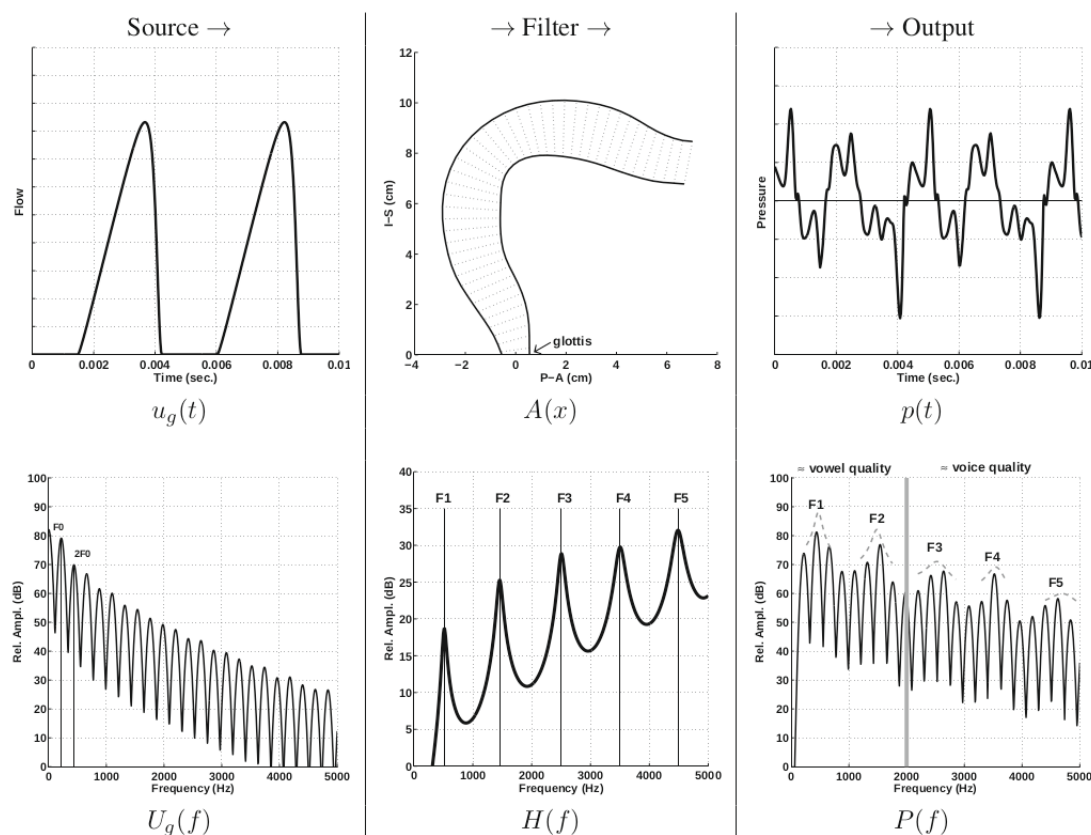 Source →
→ Filter →
→ Output
Flow
0
0.002
0.004
0.006
0.008
0.01
Time (sec.)
u_g(t)
I−S (cm)
12
10
8
6
4
2
0
glottis
−4
−2
0
2
4
6
8
P−A (cm)
A(x)
Pressure
0
0.002
0.004
0.006
0.008
0.01
Time (sec.)
p(t)
Rel. Ampl. (dB)
100
90
80
70
60
50
40
30
20
10
0
F0
2F0
0
1000
2000
3000
4000
5000
Frequency (Hz)
U_g(f)
Rel. Ampl. (dB)
40
35
30
25
20
15
10
5
0
F1
F2
F3
F4
F5
0
1000
2000
3000
4000
5000
Frequency (Hz)
H(f)
≈ vowel quality
≈ voice quality
Rel. Ampl. (dB)
100
90
80
70
60
50
40
30
20
10
0
F1
F2
F3
F4
F5
0
1000
2000
3000
4000
5000
Frequency (Hz)
P(f)